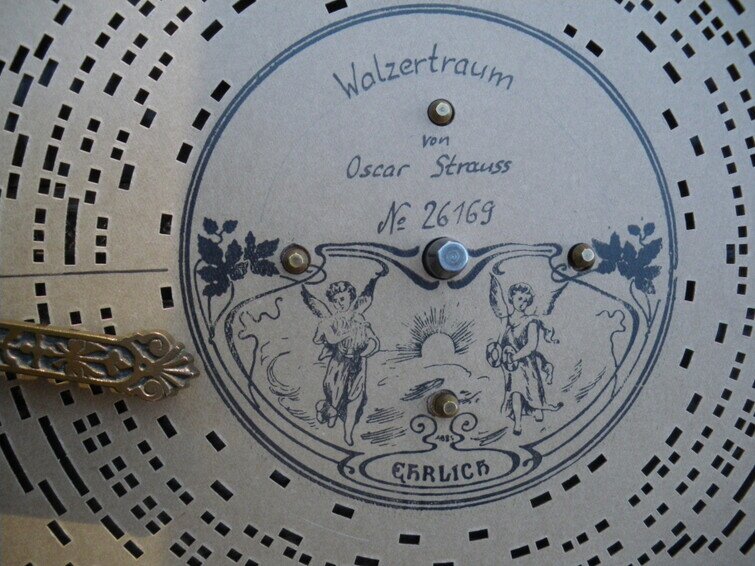 Walzertraum
von
Oscar Strauss
№ 26169
EHRLICH